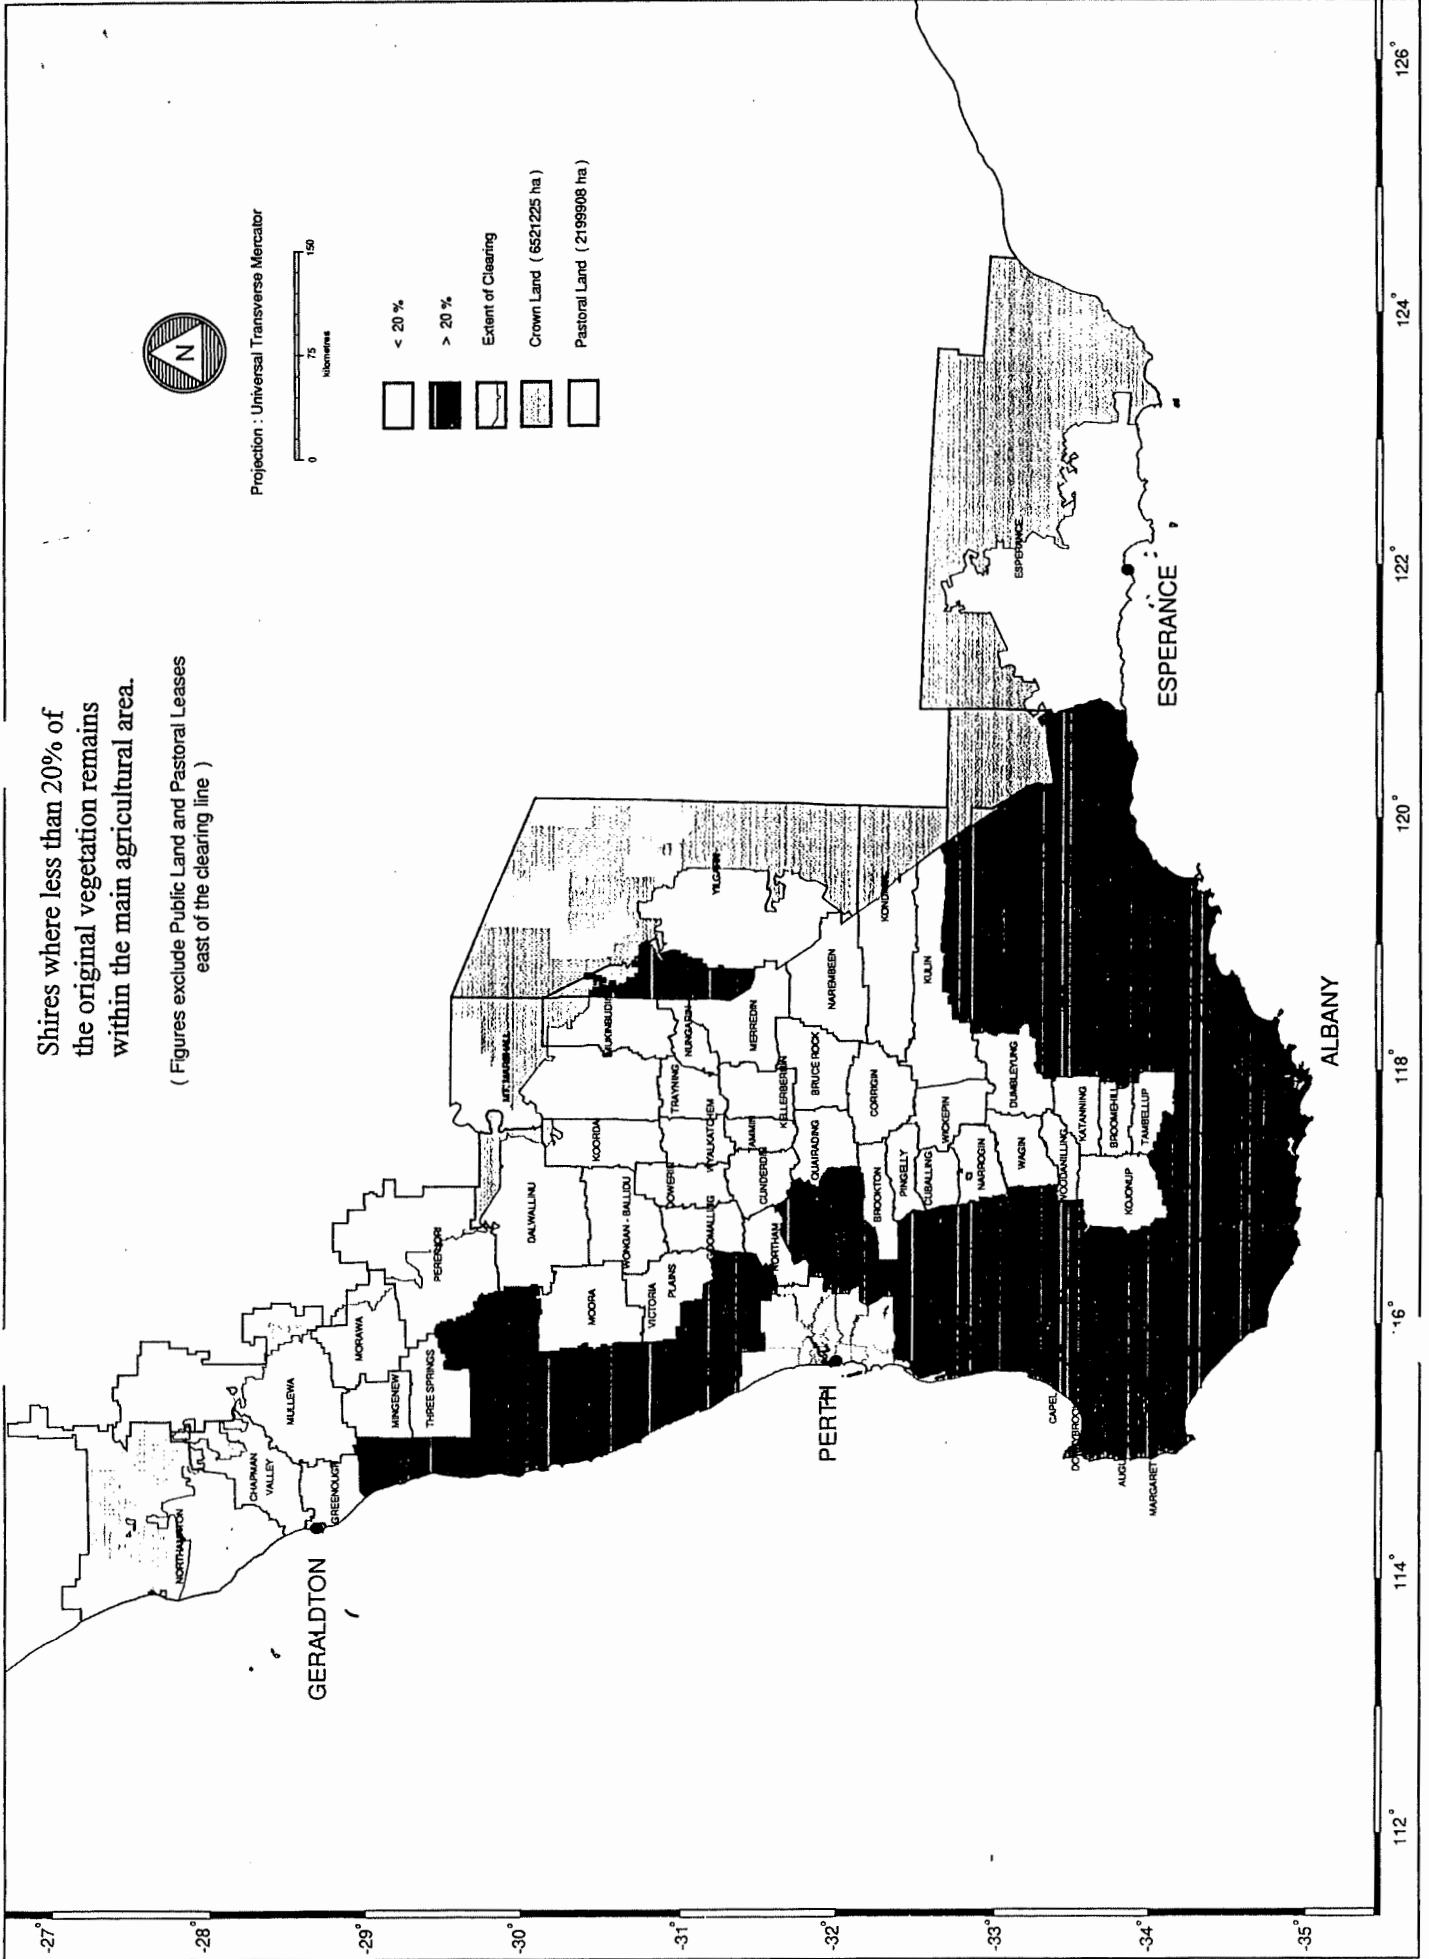 Shires where less than 20% of
the original vegetation remains
within the main agricultural area.
( Figures exclude Public Land and Pastoral Leases
east of the clearing line )
N
Projection : Universal Transverse Mercator
0 75 150
kilometres
< 20 %
> 20 %
Extent of Clearing
Crown Land ( 6521225 ha )
Pastoral Land ( 2199908 ha )
-27°
-28°
-29°
-30°
-31°
-32°
-33°
-34°
-35°
NORTHAMPTON
CHAPMAN
VALLEY
MULLEWA
GREENOUGH
GERALDTON
MORAWA
MINGENEW
THREE SPRINGS
PERENJORI
DALWALLINU
MT. MARSHALL
KOORDA
MUKINBUDIN
MOORA
WONGAN - BALLIDU
VICTORIA
PLAINS
DOWERIN
GOOMALLING
WYALKATCHEM
TRAYNING
NUNGARIN
YILGARN
MERREDIN
KELLERBERRIN
TAMMIN
CUNDERDIN
NORTHAM
QUAIRADING
BRUCE ROCK
NAREMBEEN
PERTH
BROOKTON
CORRIGIN
KONDININ
PINGELLY
CUBALLING
WICKEPIN
KULIN
NARROGIN
WAGIN
DUMBLEYUNG
WOODANILLING
KATANNING
BROOMEHILL
TAMBELLUP
KOJONUP
CAPEL
MARGARET
ESPERANCE
ESPERANCE
ALBANY
112°
114°
116°
118°
120°
122°
124°
126°